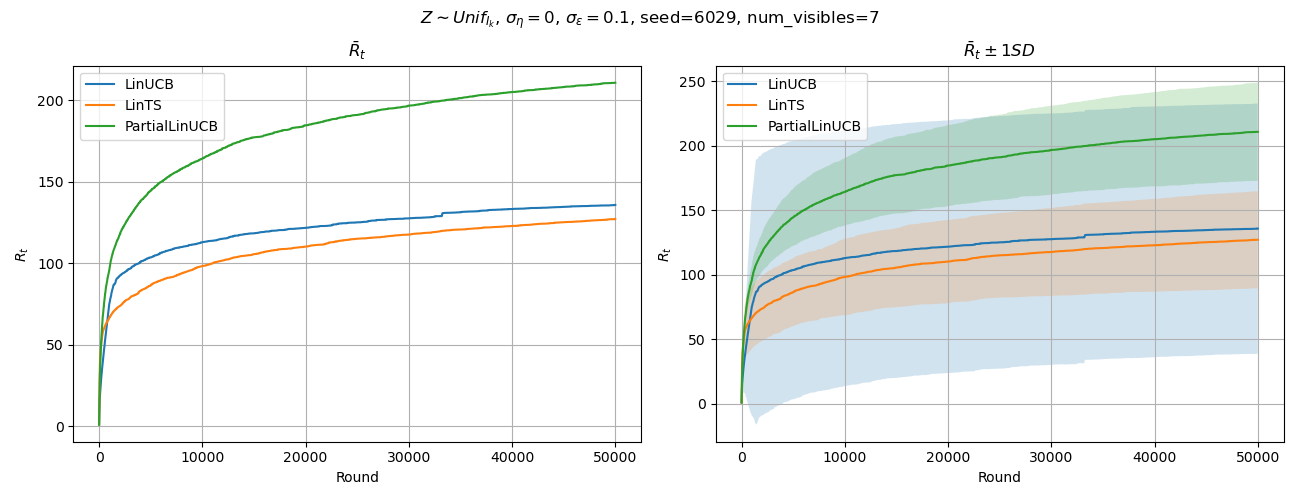 Z ∼ Unif_{I_k}, σ_η = 0, σ_ε = 0.1, seed=6029, num_visibles=7
R̄_t
LinUCB
LinTS
PartialLinUCB
200
150
100
50
0
R_t
0 10000 20000 30000 40000 50000
Round
R̄_t ± 1SD
LinUCB
LinTS
PartialLinUCB
250
200
150
100
50
0
R_t
0 10000 20000 30000 40000 50000
Round